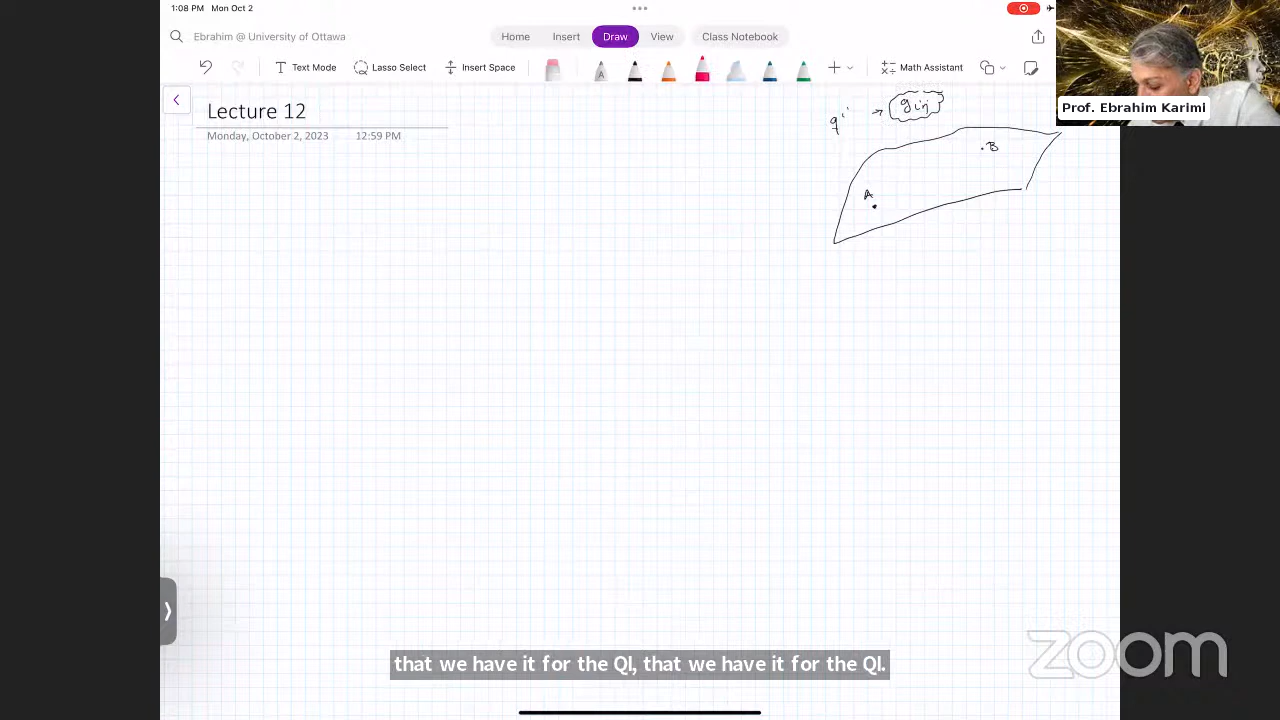 1:08 PM Mon Oct 2
Ebrahim @ University of Ottawa
Home Insert Draw View Class Notebook
Text Mode Lasso Select Insert Space A Math Assistant
Lecture 12
Monday, October 2, 2023 12:59 PM
q^i → g_ij
B
A
Prof. Ebrahim Karimi
that we have it for the QI, that we have it for the QI.
zoom